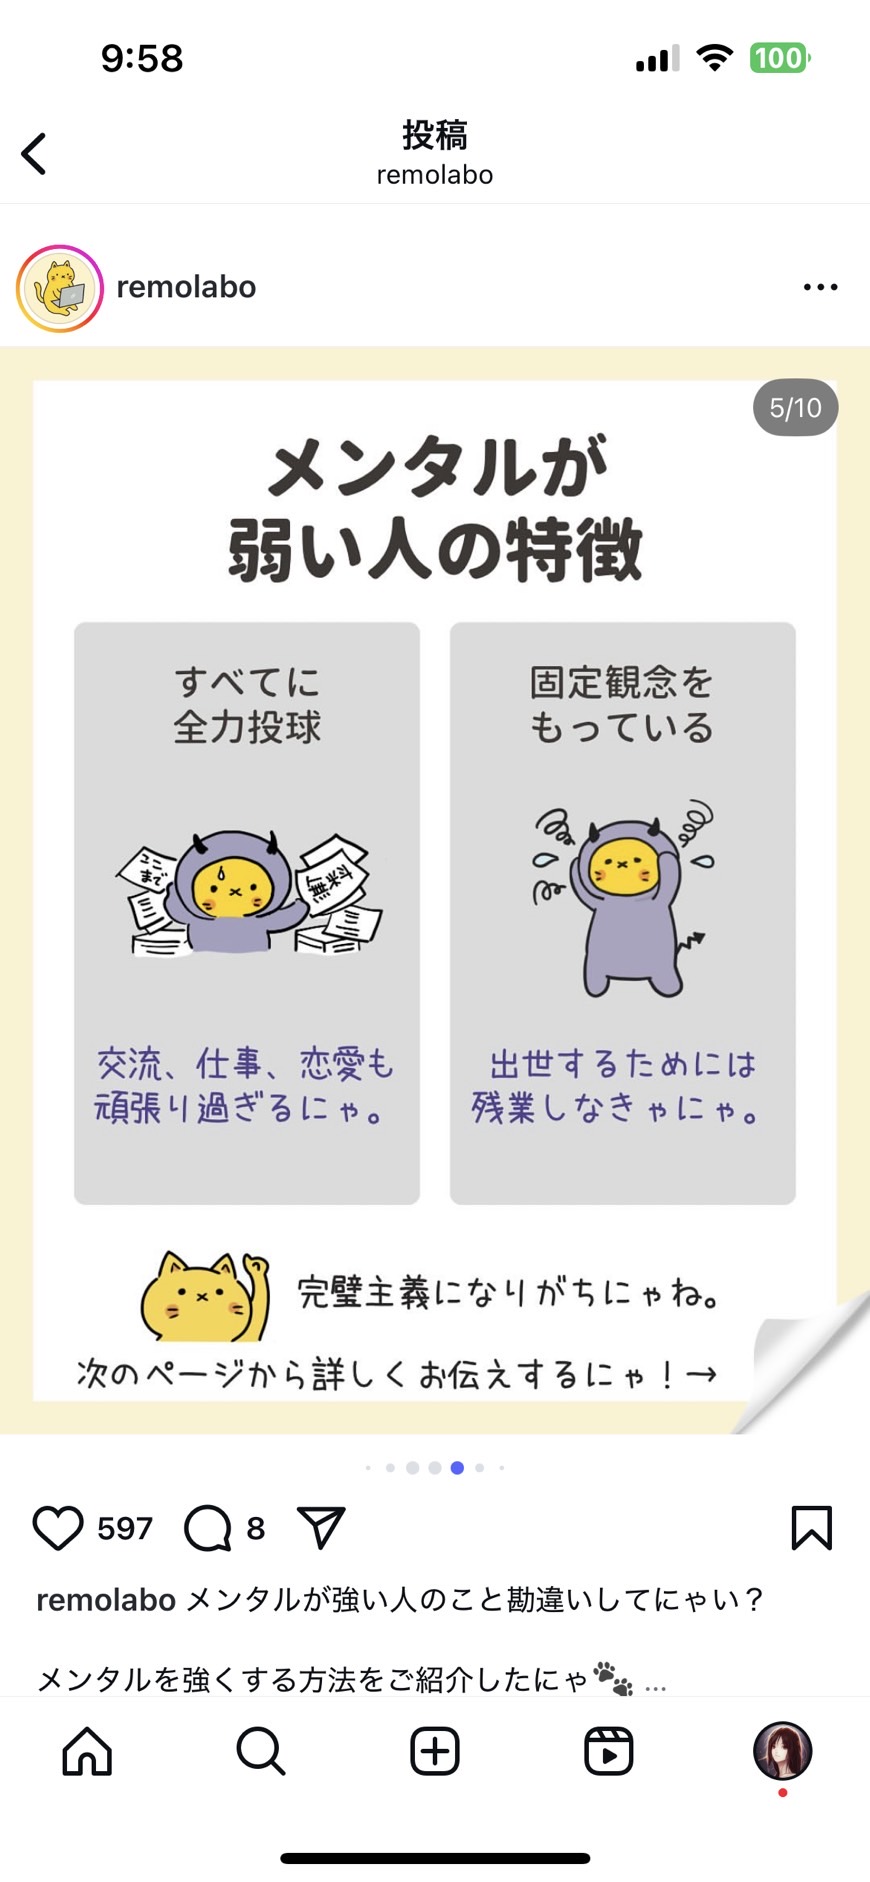 9:58
100
投稿
remolabo
remolabo
5/10
メンタルが
弱い人の特徴
すべてに
全力投球
ここ
まで
交流、仕事、恋愛も
頑張り過ぎるにゃ。
固定観念を
もっている
出世するためには
残業しなきゃにゃ。
完璧主義になりがちにゃね。
次のページから詳しくお伝えするにゃ！→
597
8
remolabo メンタルが強い人のこと勘違いしてにゃい？
メンタルを強くする方法をご紹介したにゃ🐾 ...